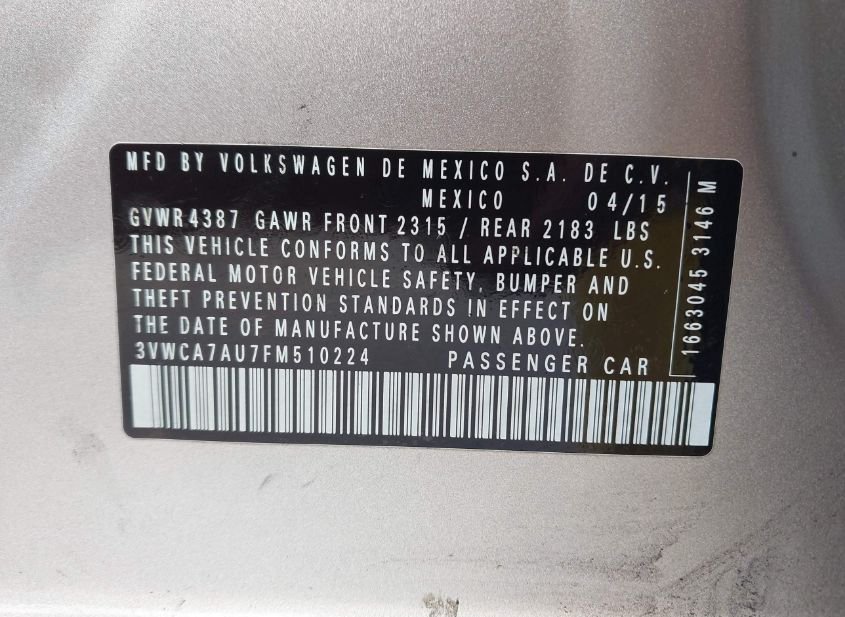 MFD BY VOLKSWAGEN DE MEXICO S.A. DE C.V.
MEXICO 04/15
GVWR4387 GAWR FRONT 2315 / REAR 2183 LBS
THIS VEHICLE CONFORMS TO ALL APPLICABLE U.S.
FEDERAL MOTOR VEHICLE SAFETY, BUMPER AND
THEFT PREVENTION STANDARDS IN EFFECT ON
THE DATE OF MANUFACTURE SHOWN ABOVE.
3VWCA7AU7FM510224 PASSENGER CAR
1663045 3146 M